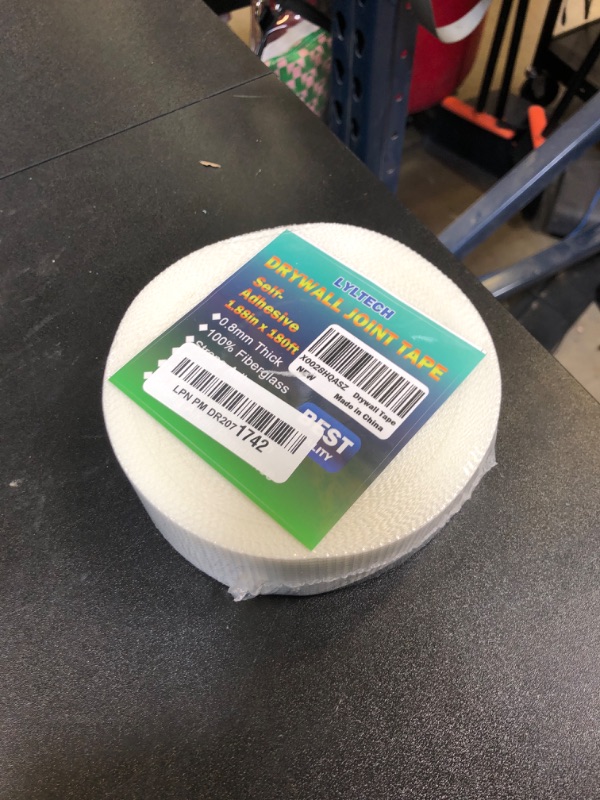 LYLTECH
DRYWALL JOINT TAPE
Self-
Adhesive
1.88in x 180ft
◆0.8mm Thick
◆100% Fiberglass
X0028HQASZ Drywall Tape
NEW Made in China
BEST
LPN PM DR2071742